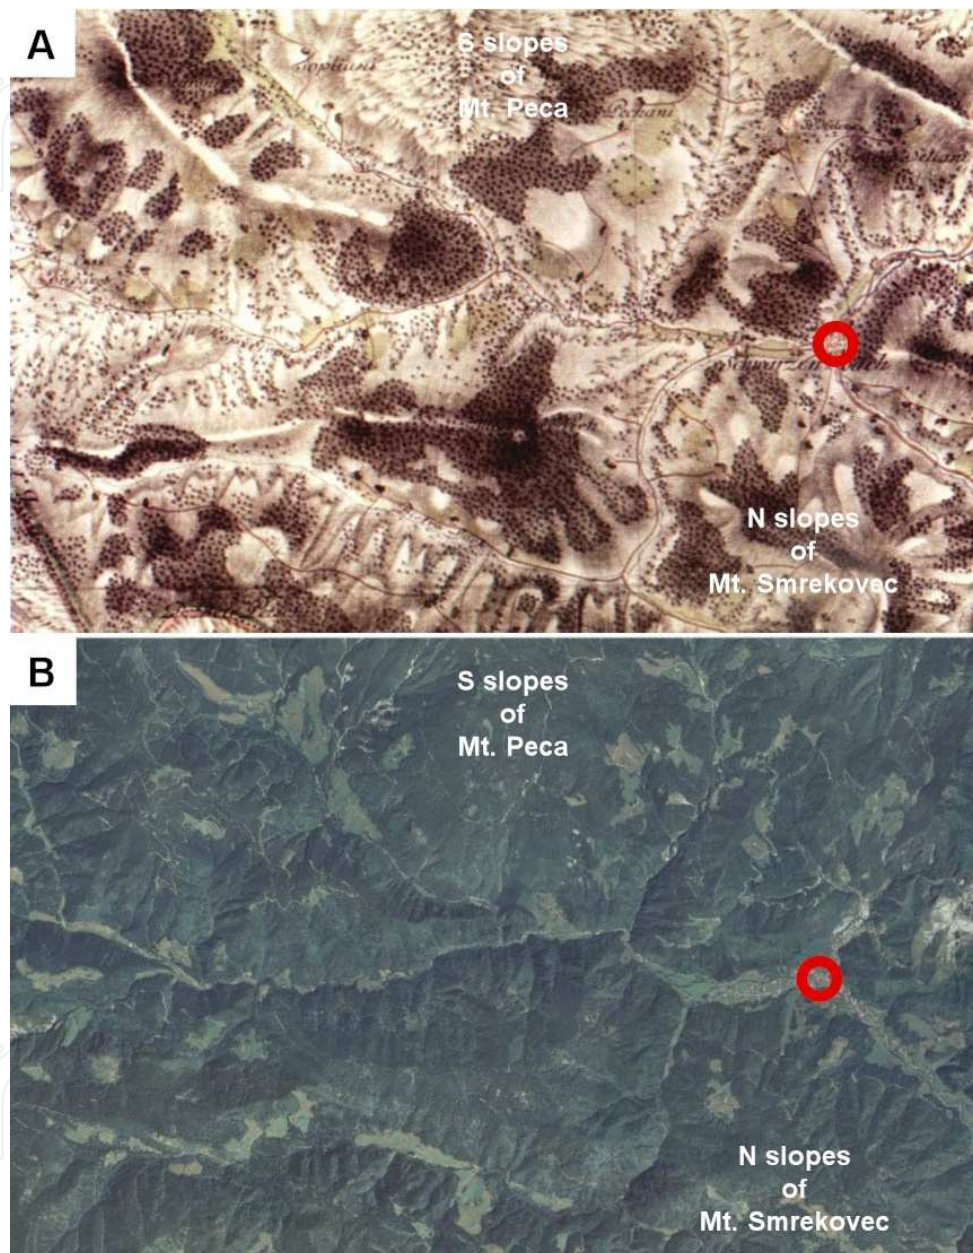 A
S slopes
of
Mt. Peca
N slopes
of
Mt. Smrekovec
B
S slopes
of
Mt. Peca
N slopes
of
Mt. Smrekovec